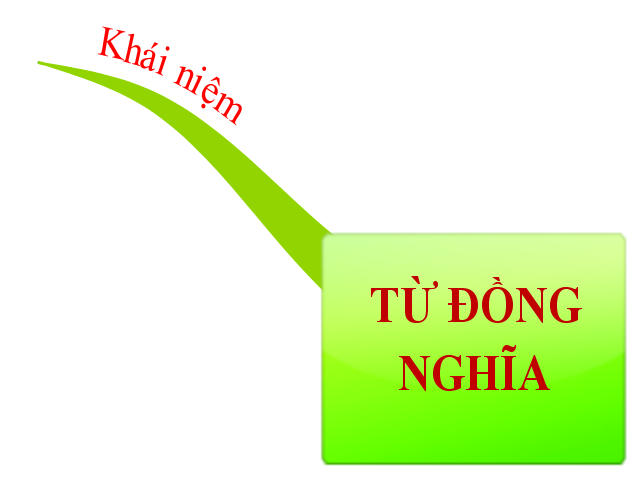 Khái niệm
TỪ ĐỒNG
NGHĨA